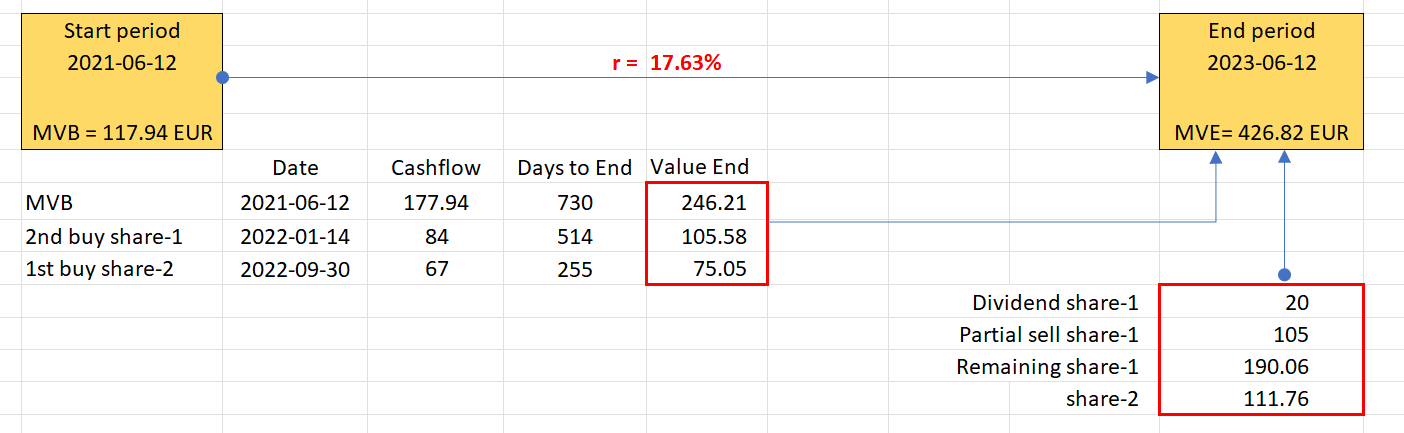 Start period
2021-06-12
MVB = 117.94 EUR
r = 17.63%
End period
2023-06-12
MVE= 426.82 EUR
Date Cashflow Days to End Value End
MVB 2021-06-12 177.94 730 246.21
2nd buy share-1 2022-01-14 84 514 105.58
1st buy share-2 2022-09-30 67 255 75.05
Dividend share-1 20
Partial sell share-1 105
Remaining share-1 190.06
share-2 111.76